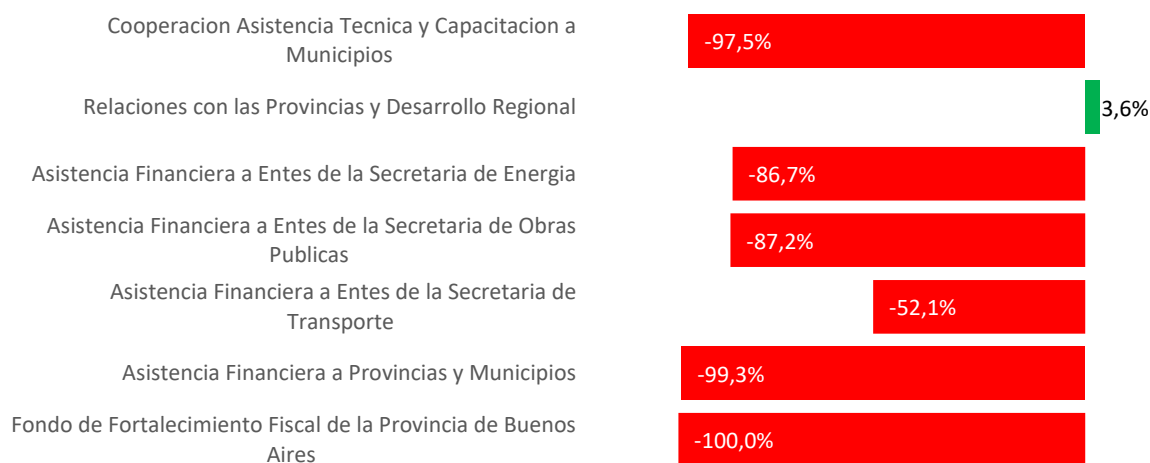 Cooperacion Asistencia Tecnica y Capacitacion a
Municipios
-97,5%
Relaciones con las Provincias y Desarrollo Regional
3,6%
Asistencia Financiera a Entes de la Secretaria de Energia
-86,7%
Asistencia Financiera a Entes de la Secretaria de Obras
Publicas
-87,2%
Asistencia Financiera a Entes de la Secretaria de
Transporte
-52,1%
Asistencia Financiera a Provincias y Municipios
-99,3%
Fondo de Fortalecimiento Fiscal de la Provincia de Buenos
Aires
-100,0%